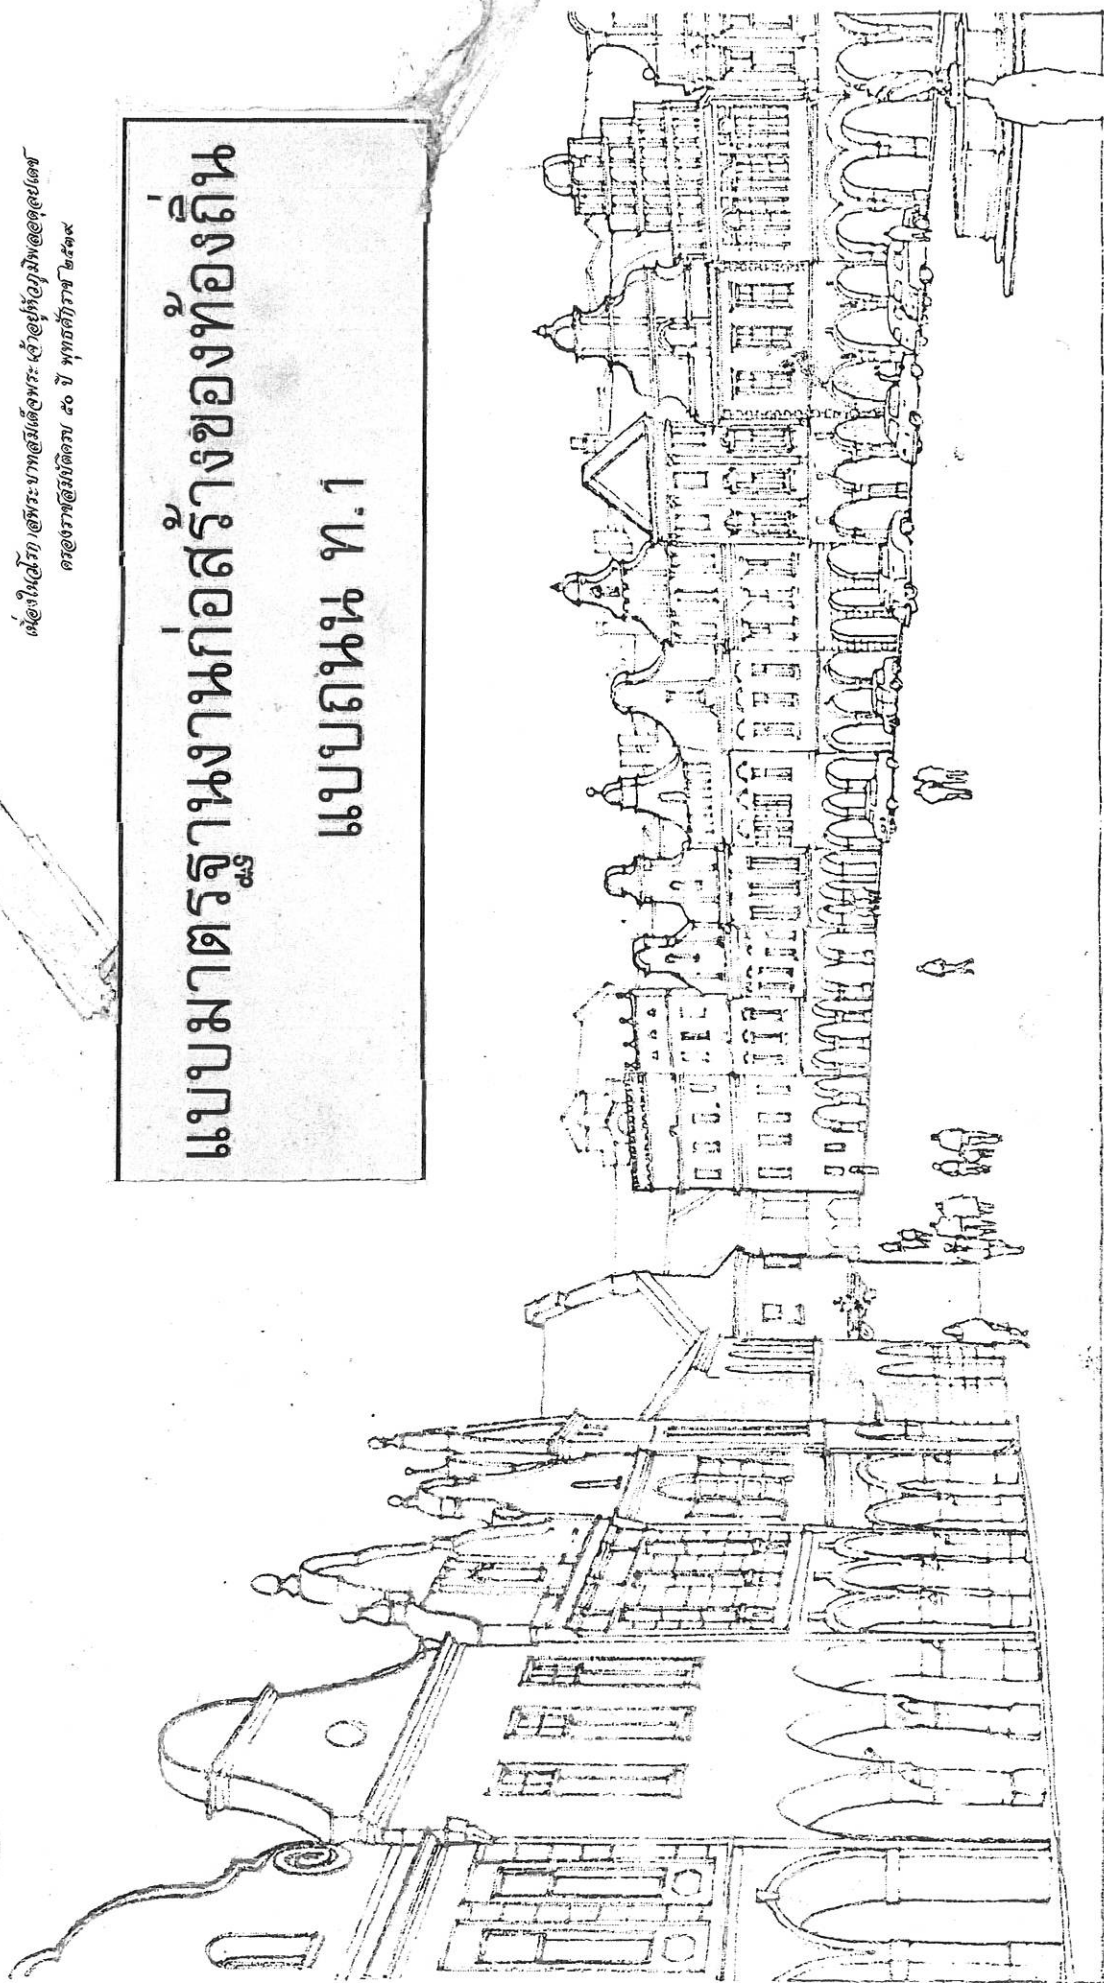 เนื่องในวโรกาสพระบาทสมเด็จพระเจ้าอยู่หัวภูมิพลอดุลยเดช
ครองราชสมบัติครบ ๕๐ ปี พุทธศักราช ๒๕๓๙
แบบมาตรฐานงานก่อสร้างของท้องถิ่น
แบบถนน ท.1